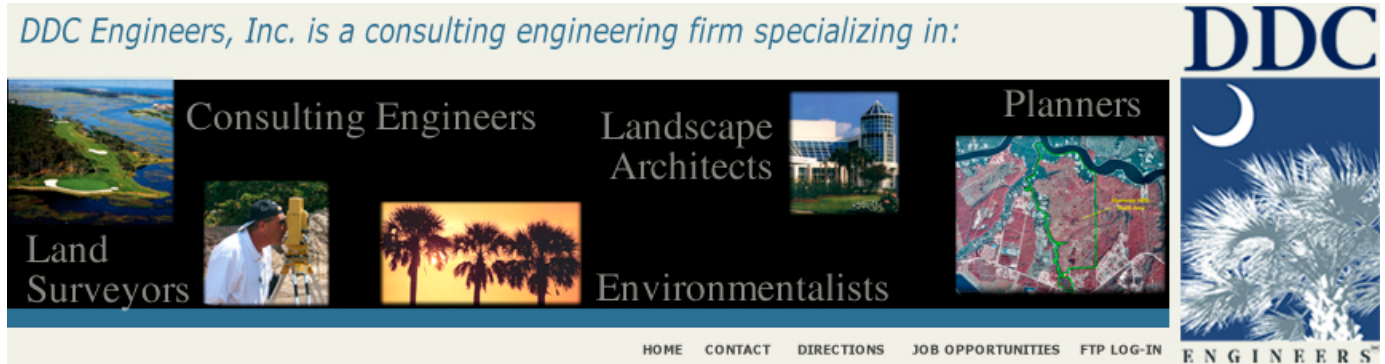 DDC Engineers, Inc. is a consulting engineering firm specializing in:
DDC
Consulting Engineers
Landscape
Architects
Planners
Land
Surveyors
Environmentalists
HOME CONTACT DIRECTIONS JOB OPPORTUNITIES FTP LOG-IN
ENGINEERS